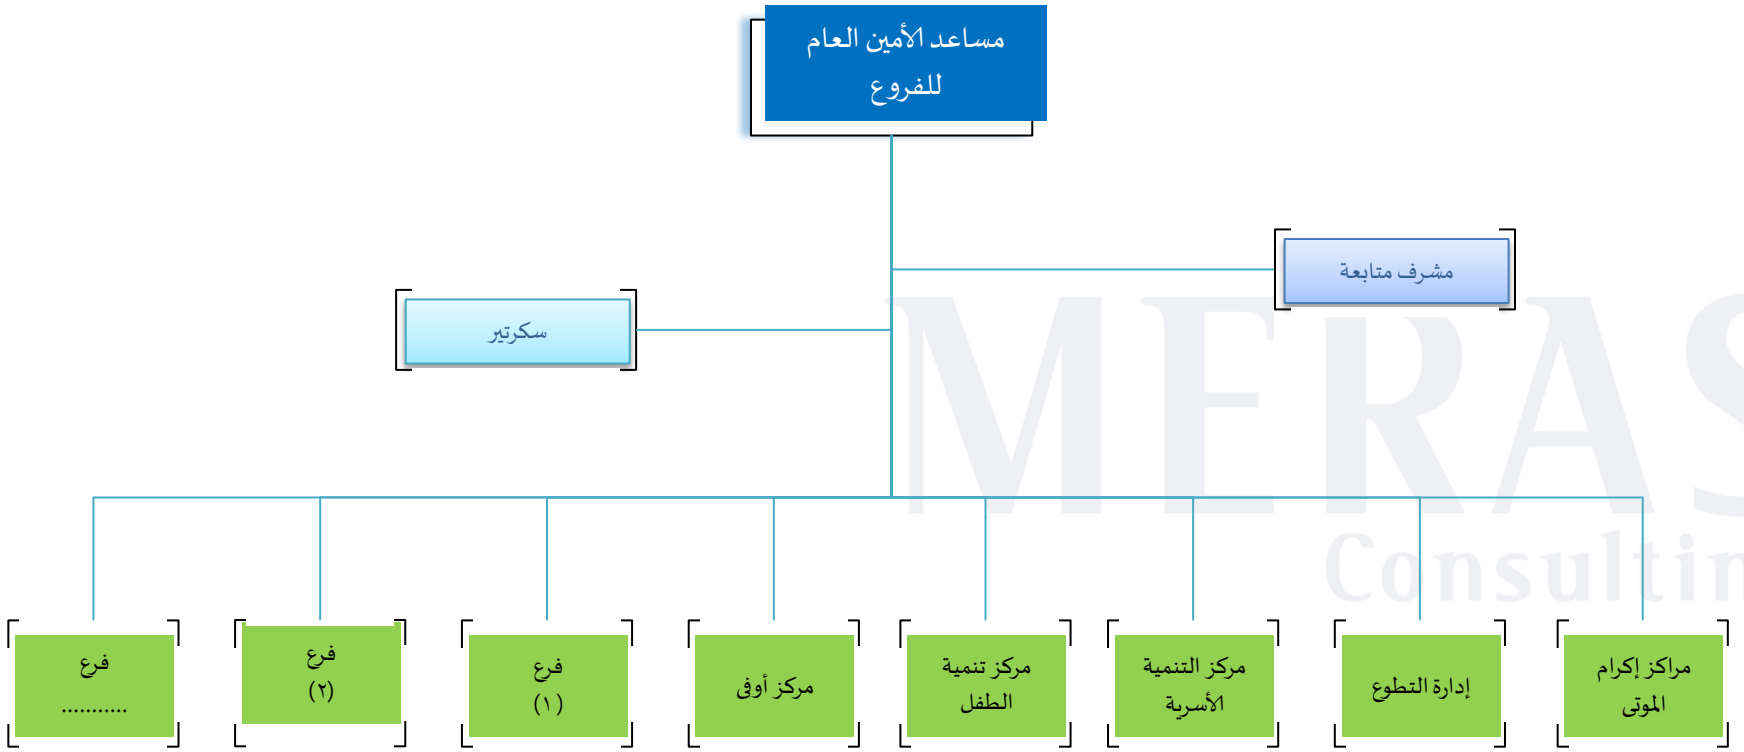 مساعد الأمين العام
للفروع
مشرف متابعة
سكرتير
مراكز إكرام
الموتى
إدارة التطوع
مركز التنمية
الأسرية
مركز تنمية
الطفل
مركز أوفى
فرع
(١)
فرع
(٢)
فرع
...........
MERAS
Consultin